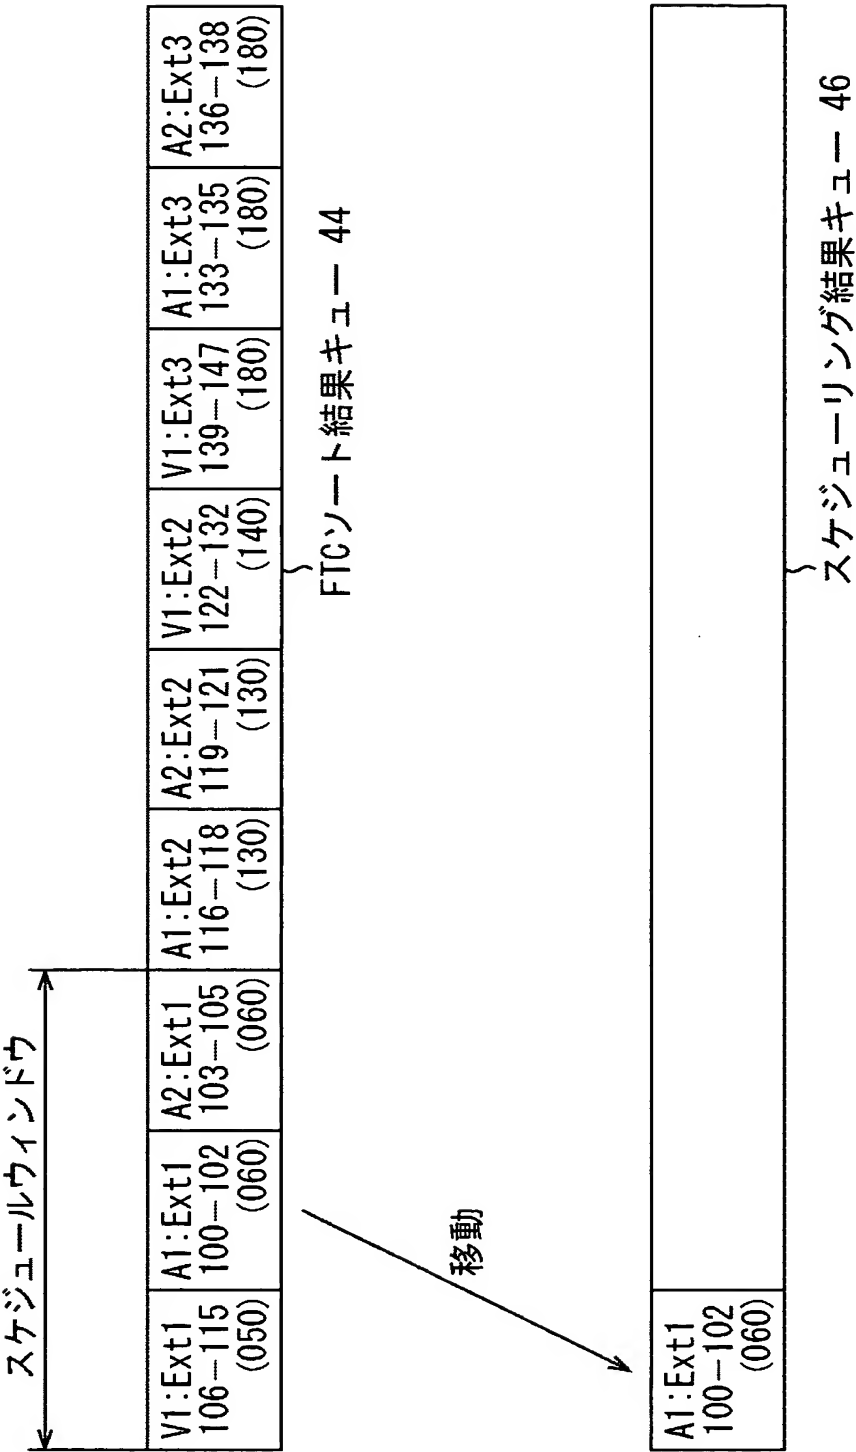 スケジュールウィンドウ
V1:Ext1
106-115
(050)
A1:Ext1
100-102
(060)
A2:Ext1
103-105
(060)
A1:Ext2
116-118
(130)
A2:Ext2
119-121
(130)
V1:Ext2
122-132
(140)
V1:Ext3
139-147
(180)
A1:Ext3
133-135
(180)
A2:Ext3
136-138
(180)
FTCソート結果キュー 44
移動
A1:Ext1
100-102
(060)
スケジューリング結果キュー 46